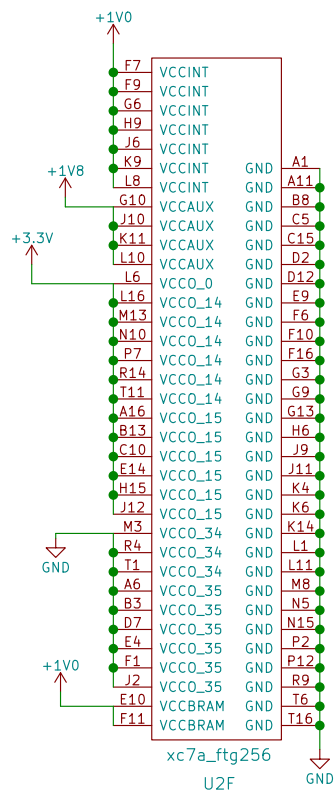 +1V0
F7 VCCINT
F9 VCCINT
G6 VCCINT
H9 VCCINT
J6 VCCINT
K9 VCCINT GND A1
+1V8 L8 VCCINT GND A11
G10 VCCAUX GND B8
J10 VCCAUX GND C5
+3.3V K11 VCCAUX GND C15
L10 VCCAUX GND D2
L6 VCCO_0 GND D12
L16 VCCO_14 GND E9
M13 VCCO_14 GND F6
N10 VCCO_14 GND F10
P7 VCCO_14 GND F16
R14 VCCO_14 GND G3
T11 VCCO_14 GND G9
A16 VCCO_15 GND G13
B13 VCCO_15 GND H6
C10 VCCO_15 GND J9
E14 VCCO_15 GND J11
H15 VCCO_15 GND K4
J12 VCCO_15 GND K6
M3 VCCO_34 GND K14
R4 VCCO_34 GND L1
GND T1 VCCO_34 GND L11
A6 VCCO_35 GND M8
B3 VCCO_35 GND N5
D7 VCCO_35 GND N15
E4 VCCO_35 GND P2
+1V0 F1 VCCO_35 GND P12
J2 VCCO_35 GND R9
E10 VCCBRAM GND T6
F11 VCCBRAM GND T16
xc7a_ftg256
GND
U2F